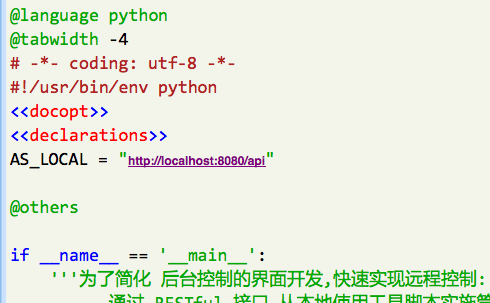 @language python
@tabwidth -4
# -*- coding: utf-8 -*-
#!/usr/bin/env python
<<docopt>>
<<declarations>>
AS_LOCAL = "http://localhost:8080/api"
@others
if __name__ == '__main__':
'''为了简化 后台控制的界面开发,快速实现远程控制:
通过 RESTful 接口,从本地使用工具脚本实施管